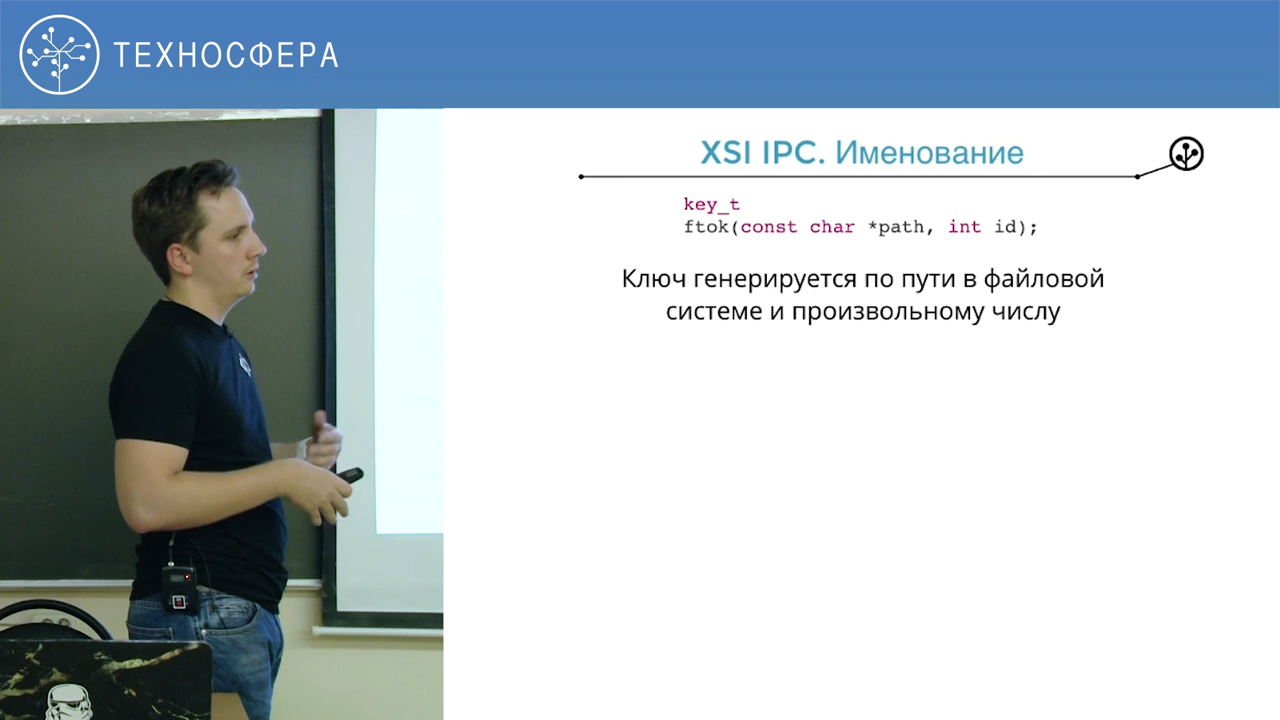 ТЕХНОСФЕРА
XSI IPC. Именование
key_t
ftok(const char *path, int id);
Ключ генерируется по пути в файловой
системе и произвольному числу